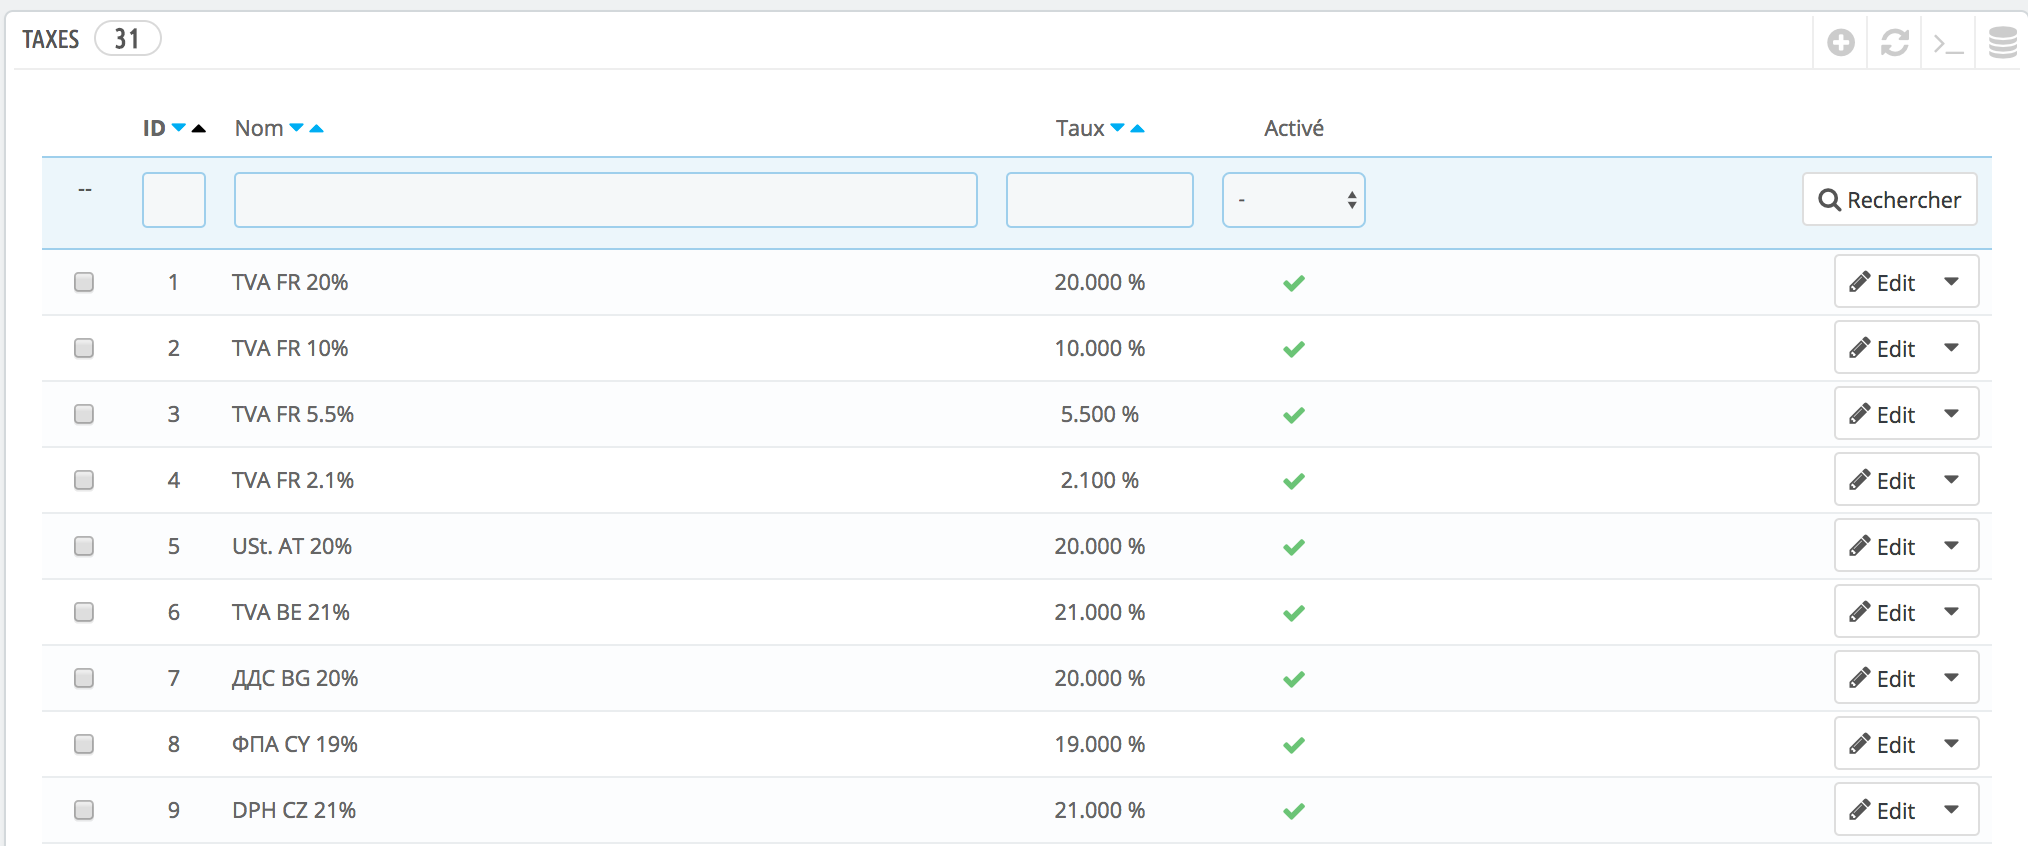 TAXES 31
ID Nom Taux Activé
-- - Rechercher
1 TVA FR 20% 20.000 % Edit
2 TVA FR 10% 10.000 % Edit
3 TVA FR 5.5% 5.500 % Edit
4 TVA FR 2.1% 2.100 % Edit
5 USt. AT 20% 20.000 % Edit
6 TVA BE 21% 21.000 % Edit
7 ДДС BG 20% 20.000 % Edit
8 ΦΠΑ CY 19% 19.000 % Edit
9 DPH CZ 21% 21.000 % Edit